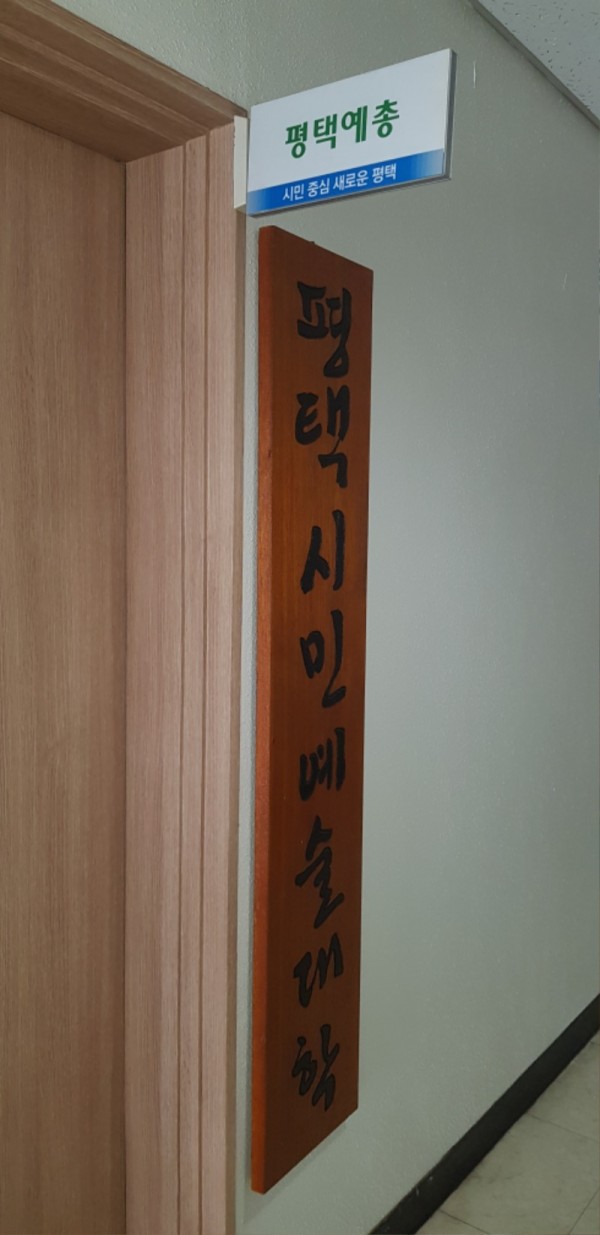 평택예총
시민 중심 새로운 평택
평택시민예술대학